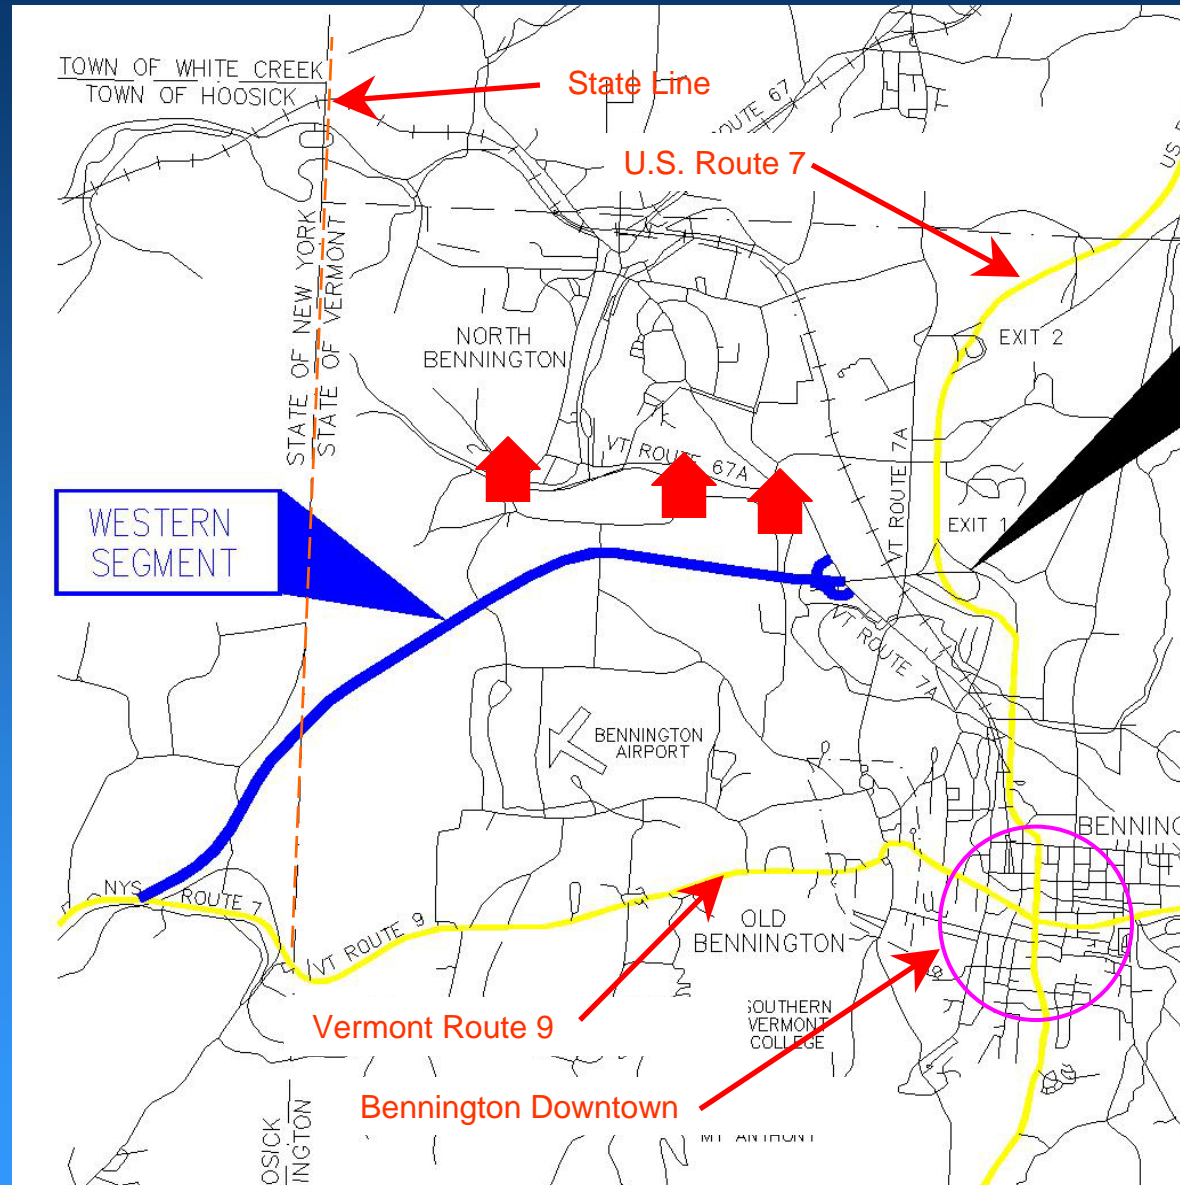 TOWN OF WHITE CREEK
TOWN OF HOOSICK
State Line
ROUTE 67
U.S. Route 7
US
STATE OF NEW YORK
STATE OF VERMONT
NORTH
BENNINGTON
EXIT 2
VT ROUTE 67A
VT ROUTE 7A
WESTERN
SEGMENT
EXIT 1
VT ROUTE 7A
BENNINGTON
AIRPORT
BENNING
NYS ROUTE 7
VT ROUTE 9
OLD
BENNINGTON
SOUTHERN
VERMONT
COLLEGE
Vermont Route 9
Bennington Downtown
MT ANTHONY
OSICK
INGTON